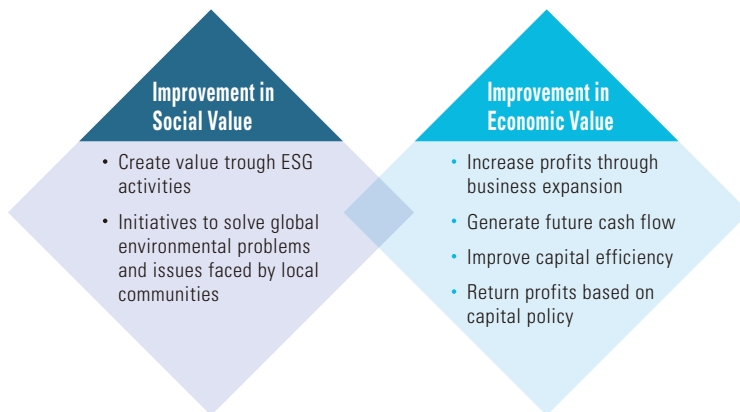 Improvement in
Social Value
• Create value trough ESG
activities
• Initiatives to solve global
environmental problems
and issues faced by local
communities
Improvement in
Economic Value
• Increase profits through
business expansion
• Generate future cash flow
• Improve capital efficiency
• Return profits based on
capital policy